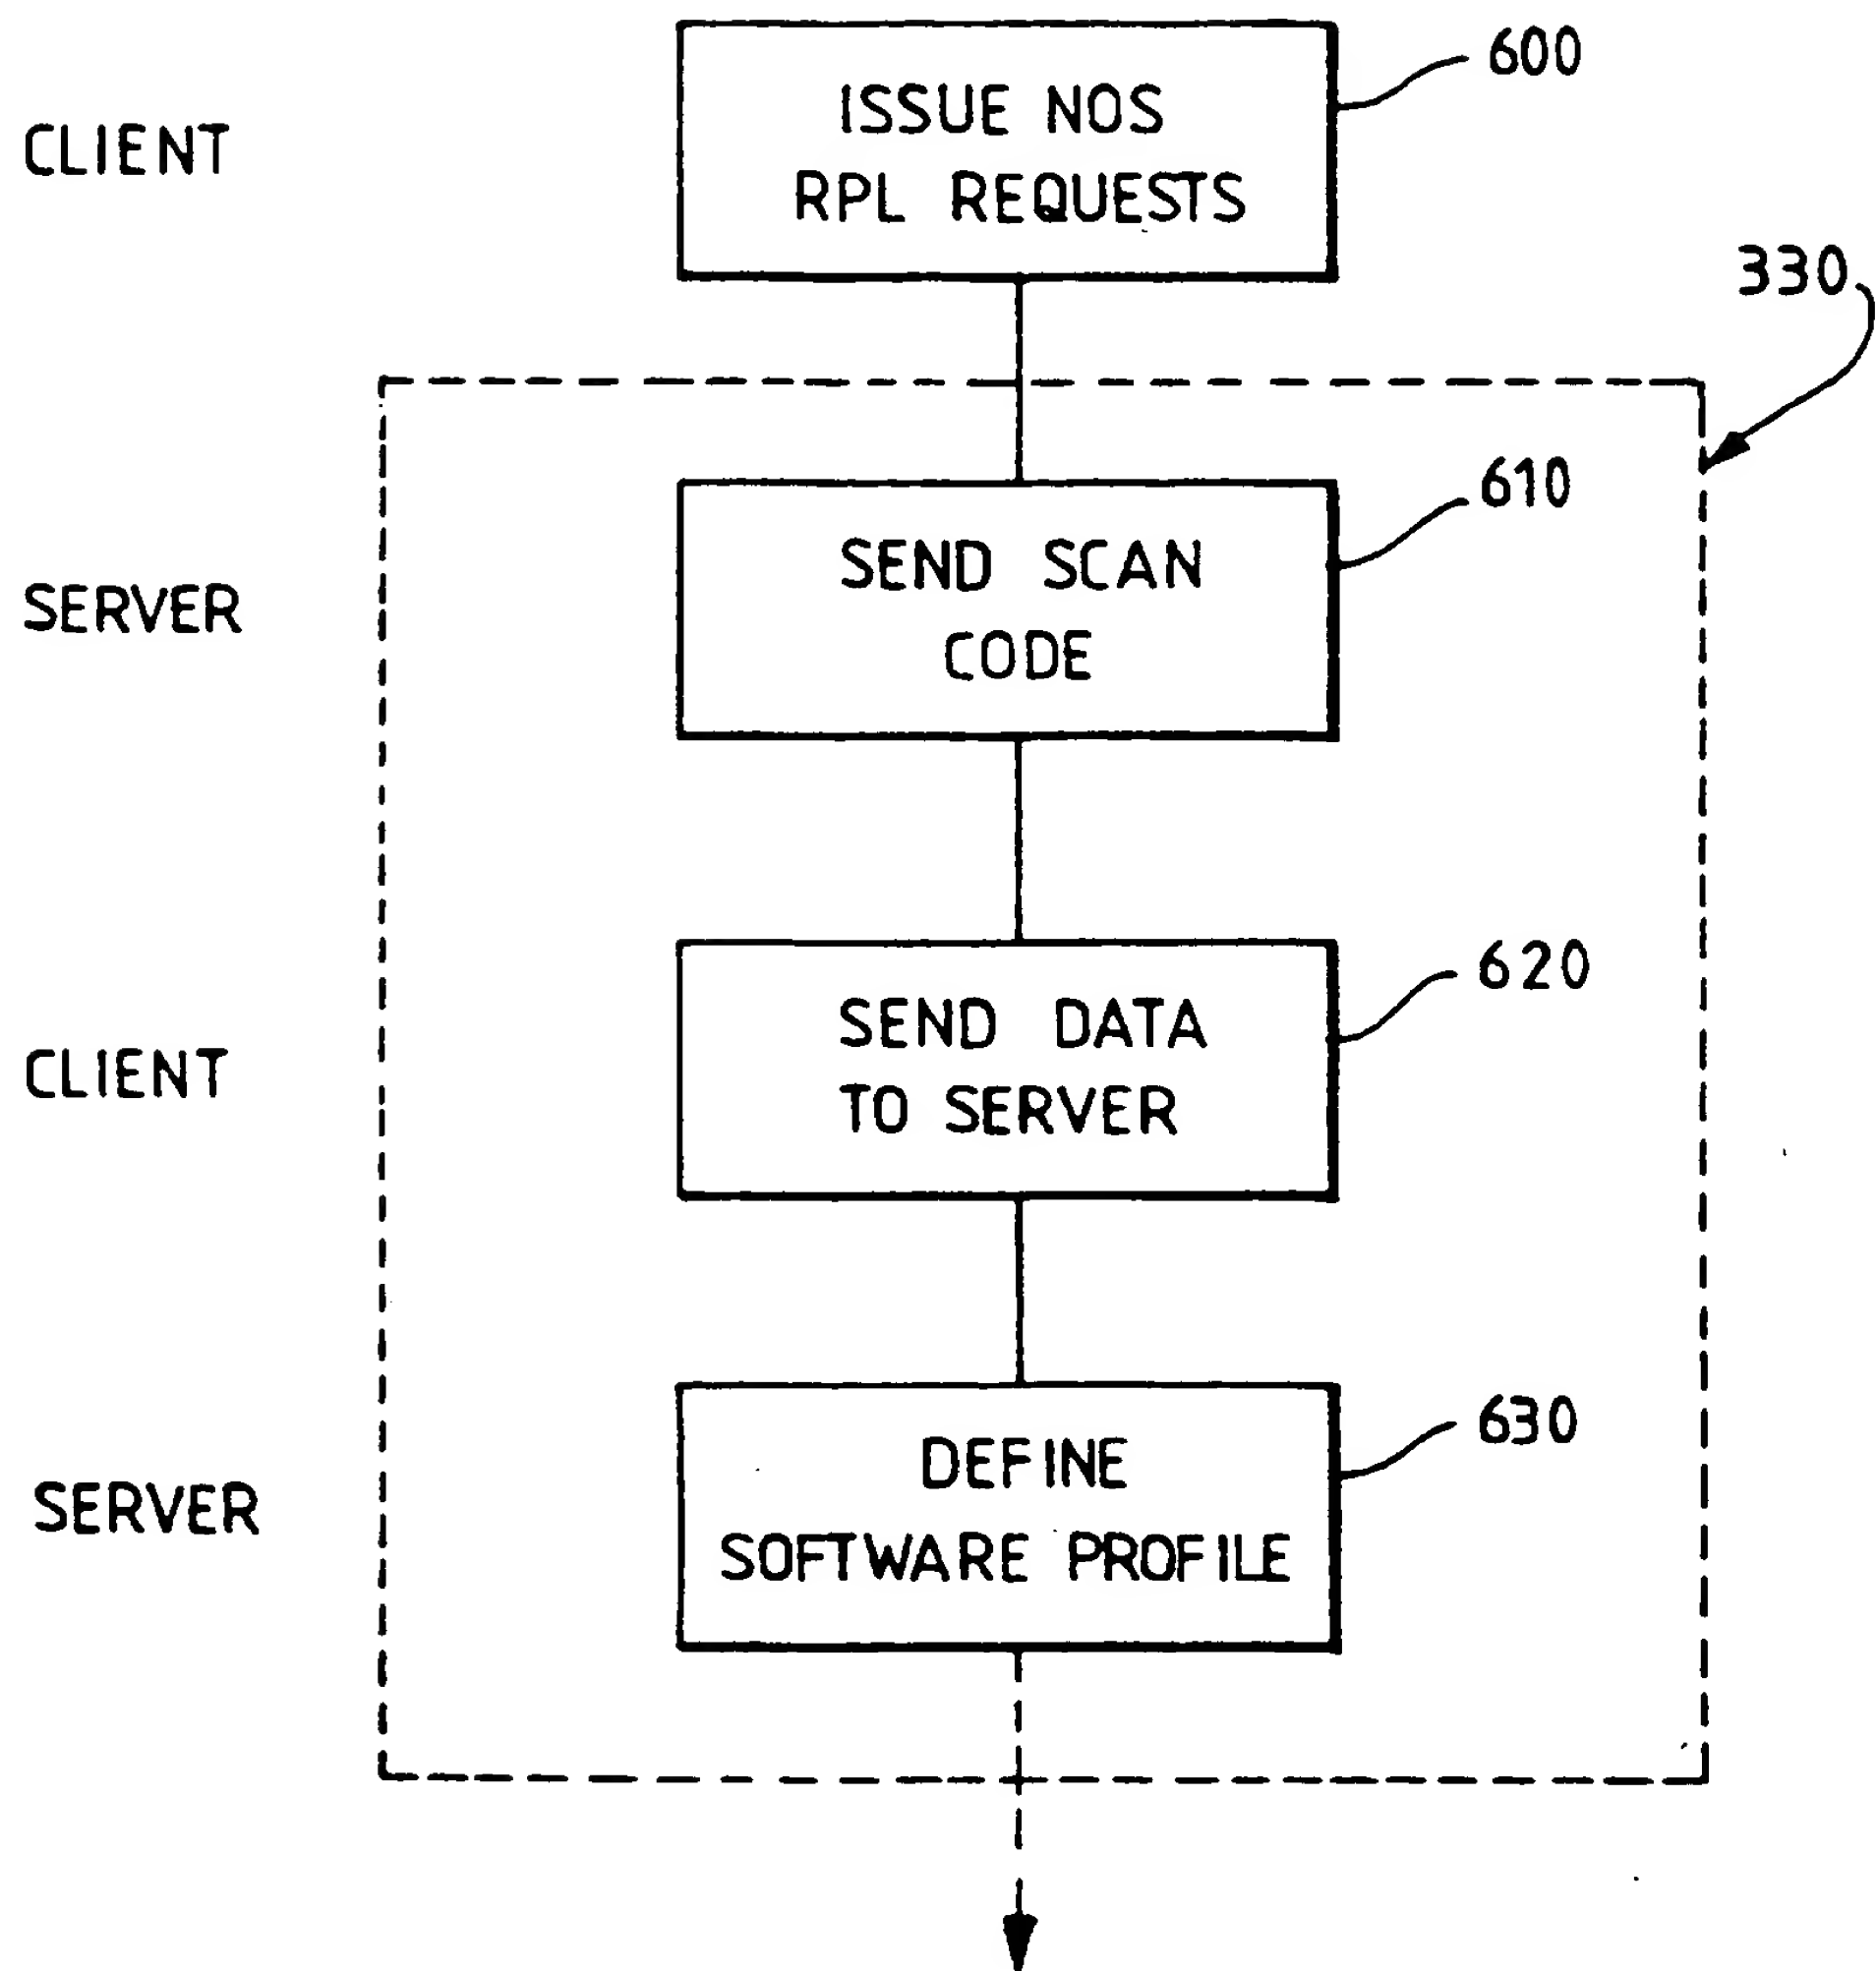 600
ISSUE NOS
CLIENT
RPL REQUESTS
330
610
SEND SCAN
SERVER
CODE
620
SEND DATA
CLIENT
TO SERVER
630
DEFINE
SERVER
SOFTWARE PROFILE